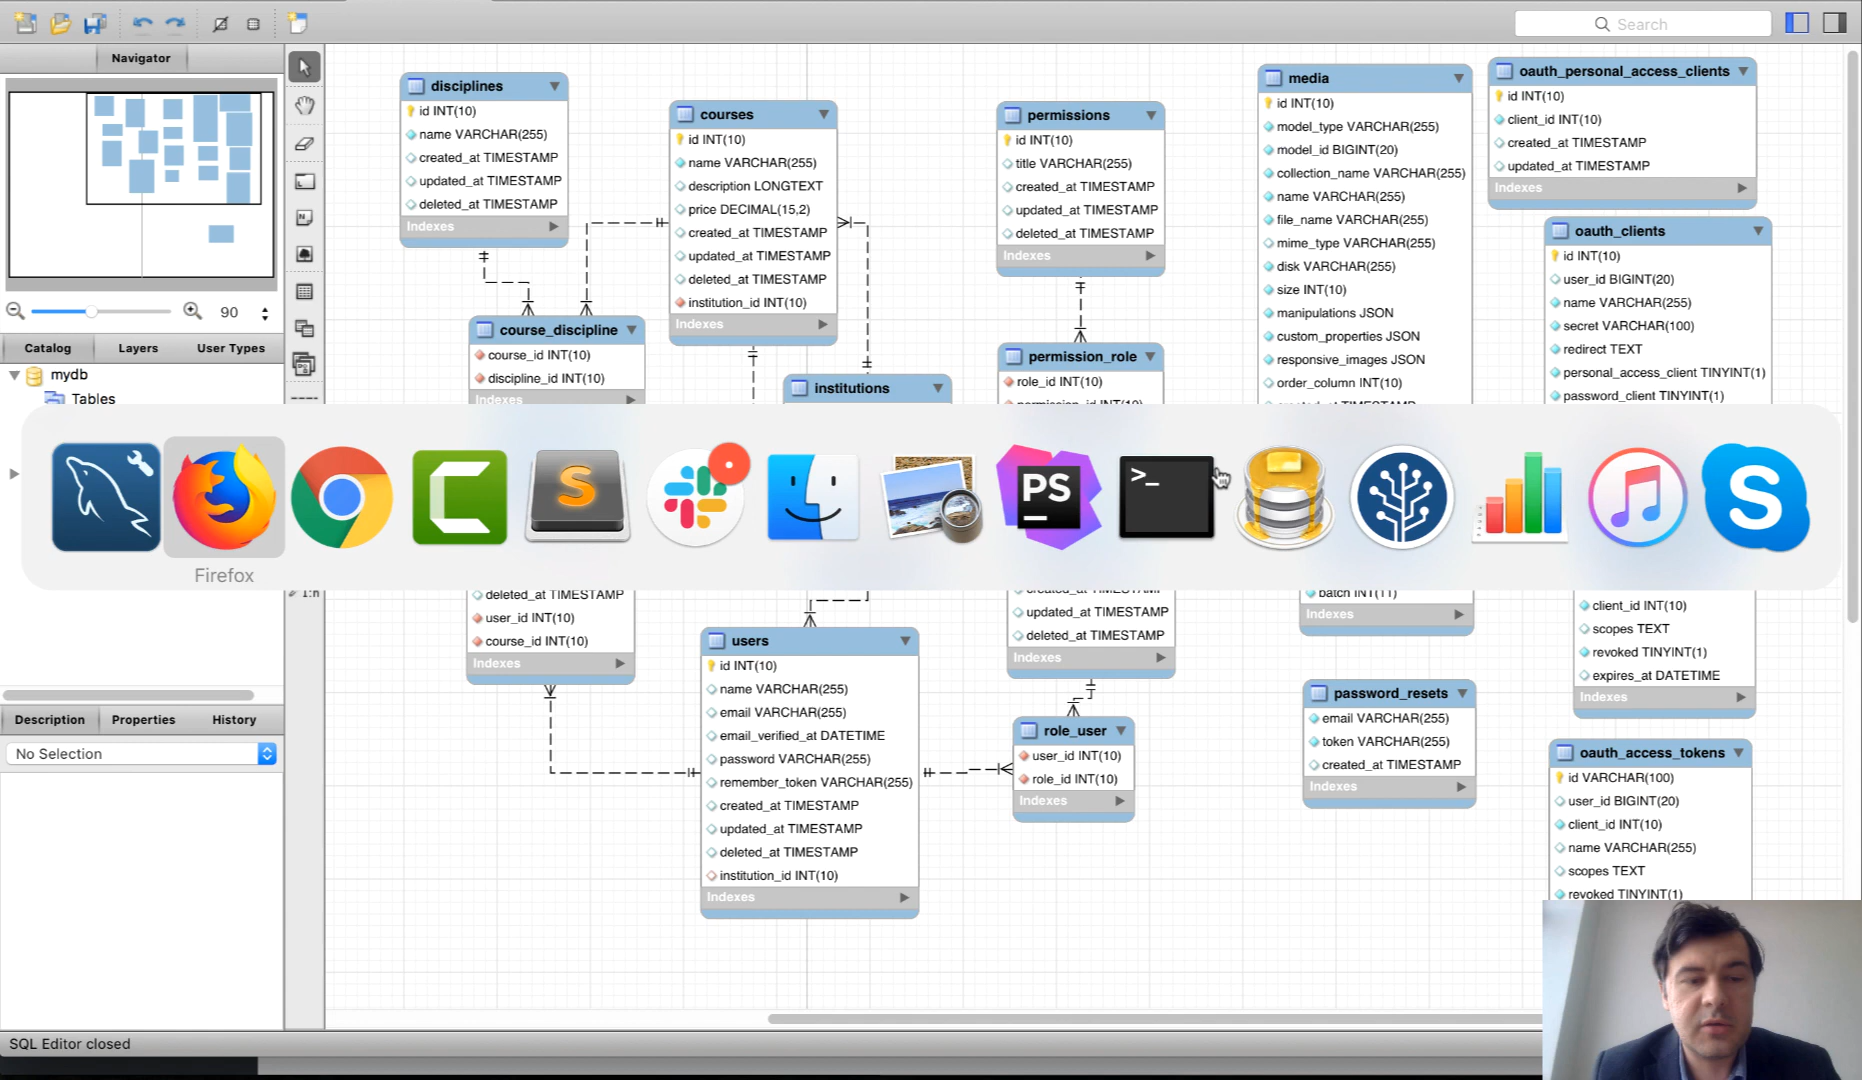 Search
Navigator
90
Catalog
Layers
User Types
mydb
Tables
disciplines
id INT(10)
name VARCHAR(255)
created_at TIMESTAMP
updated_at TIMESTAMP
deleted_at TIMESTAMP
Indexes
courses
id INT(10)
name VARCHAR(255)
description LONGTEXT
price DECIMAL(15,2)
created_at TIMESTAMP
updated_at TIMESTAMP
deleted_at TIMESTAMP
institution_id INT(10)
Indexes
course_discipline
course_id INT(10)
discipline_id INT(10)
Indexes
institutions
permissions
id INT(10)
title VARCHAR(255)
created_at TIMESTAMP
updated_at TIMESTAMP
deleted_at TIMESTAMP
Indexes
permission_role
role_id INT(10)
permission_id INT(10)
media
id INT(10)
model_type VARCHAR(255)
model_id BIGINT(20)
collection_name VARCHAR(255)
name VARCHAR(255)
file_name VARCHAR(255)
mime_type VARCHAR(255)
disk VARCHAR(255)
size INT(10)
manipulations JSON
custom_properties JSON
responsive_images JSON
order_column INT(10)
created_at TIMESTAMP
oauth_personal_access_clients
id INT(10)
client_id INT(10)
created_at TIMESTAMP
updated_at TIMESTAMP
Indexes
oauth_clients
id INT(10)
user_id BIGINT(20)
name VARCHAR(255)
secret VARCHAR(100)
redirect TEXT
personal_access_client TINYINT(1)
password_client TINYINT(1)
S
PS
>_
S
Firefox
1:n
deleted_at TIMESTAMP
user_id INT(10)
course_id INT(10)
Indexes
users
id INT(10)
name VARCHAR(255)
email VARCHAR(255)
email_verified_at DATETIME
password VARCHAR(255)
remember_token VARCHAR(255)
created_at TIMESTAMP
updated_at TIMESTAMP
deleted_at TIMESTAMP
institution_id INT(10)
Indexes
created_at TIMESTAMP
updated_at TIMESTAMP
deleted_at TIMESTAMP
Indexes
role_user
user_id INT(10)
role_id INT(10)
Indexes
batch INT(11)
Indexes
password_resets
email VARCHAR(255)
token VARCHAR(255)
created_at TIMESTAMP
Indexes
client_id INT(10)
scopes TEXT
revoked TINYINT(1)
expires_at DATETIME
Indexes
oauth_access_tokens
id VARCHAR(100)
user_id BIGINT(20)
client_id INT(10)
name VARCHAR(255)
scopes TEXT
revoked TINYINT(1)
Description
Properties
History
No Selection
SQL Editor closed